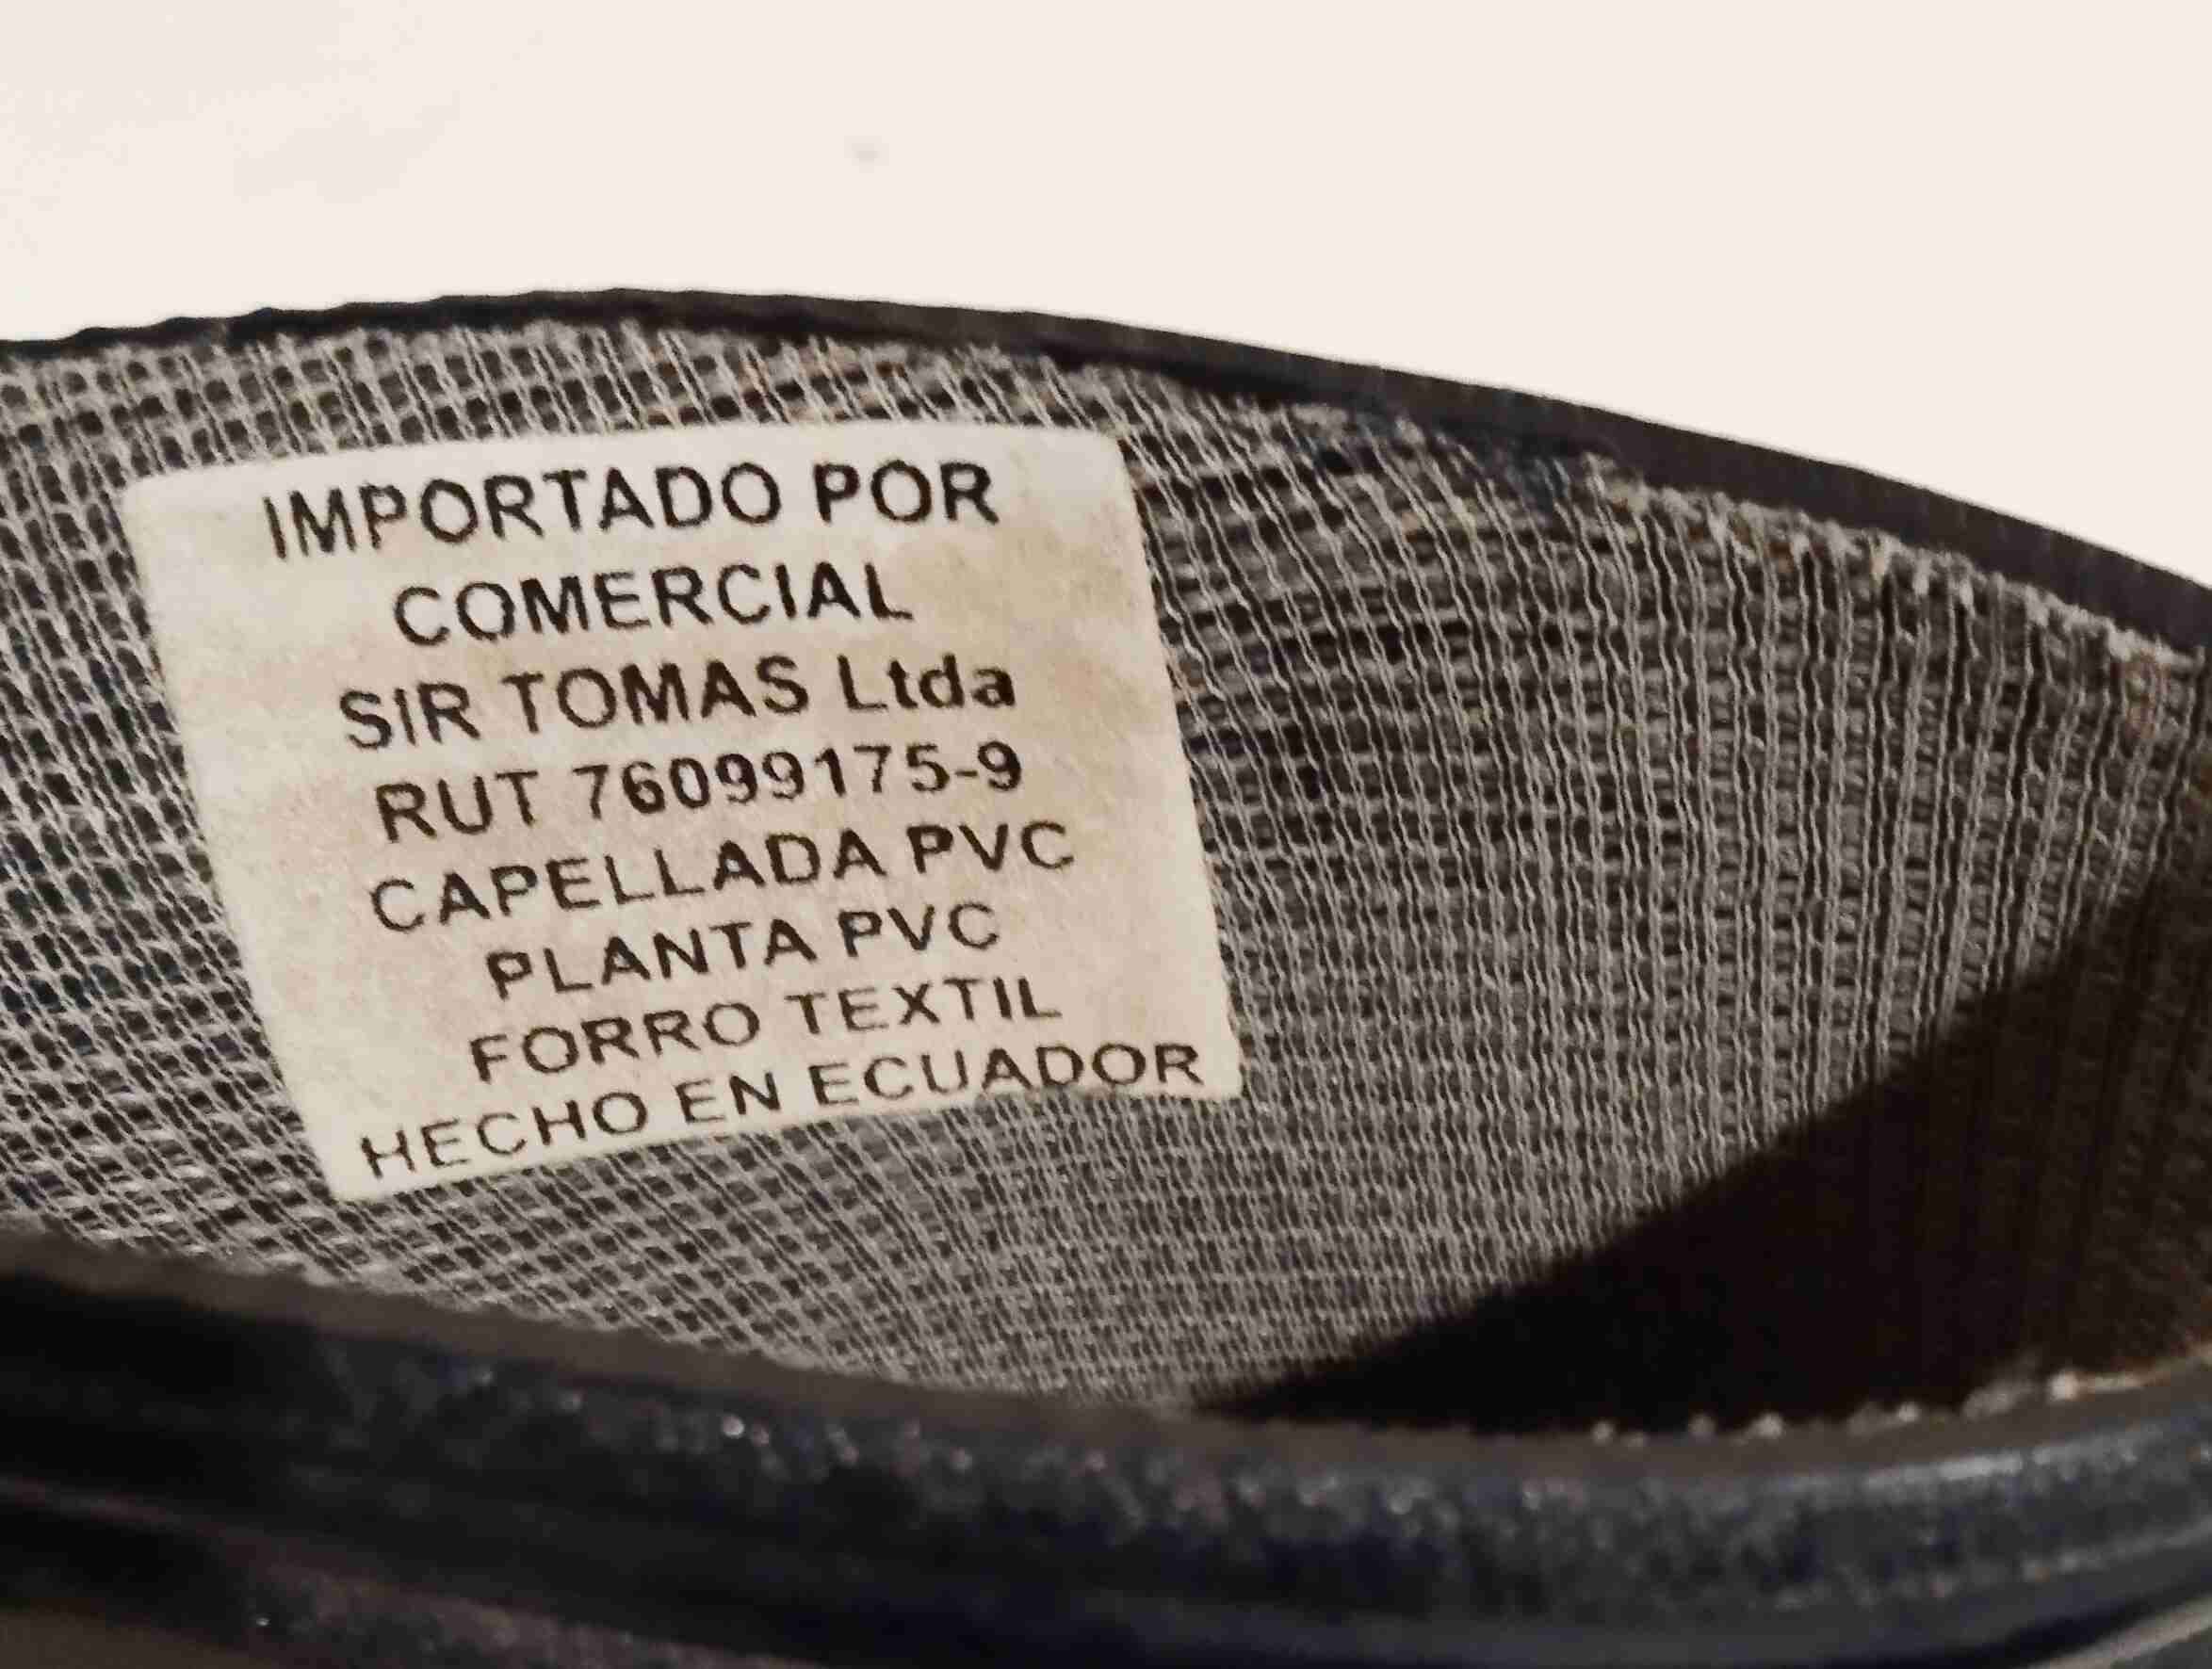 IMPORTADO POR
COMERCIAL
SIR TOMAS Ltda
RUT 76099175-9
CAPELLADA PVC
PLANTA PVC
FORRO TEXTIL
HECHO EN ECUADOR